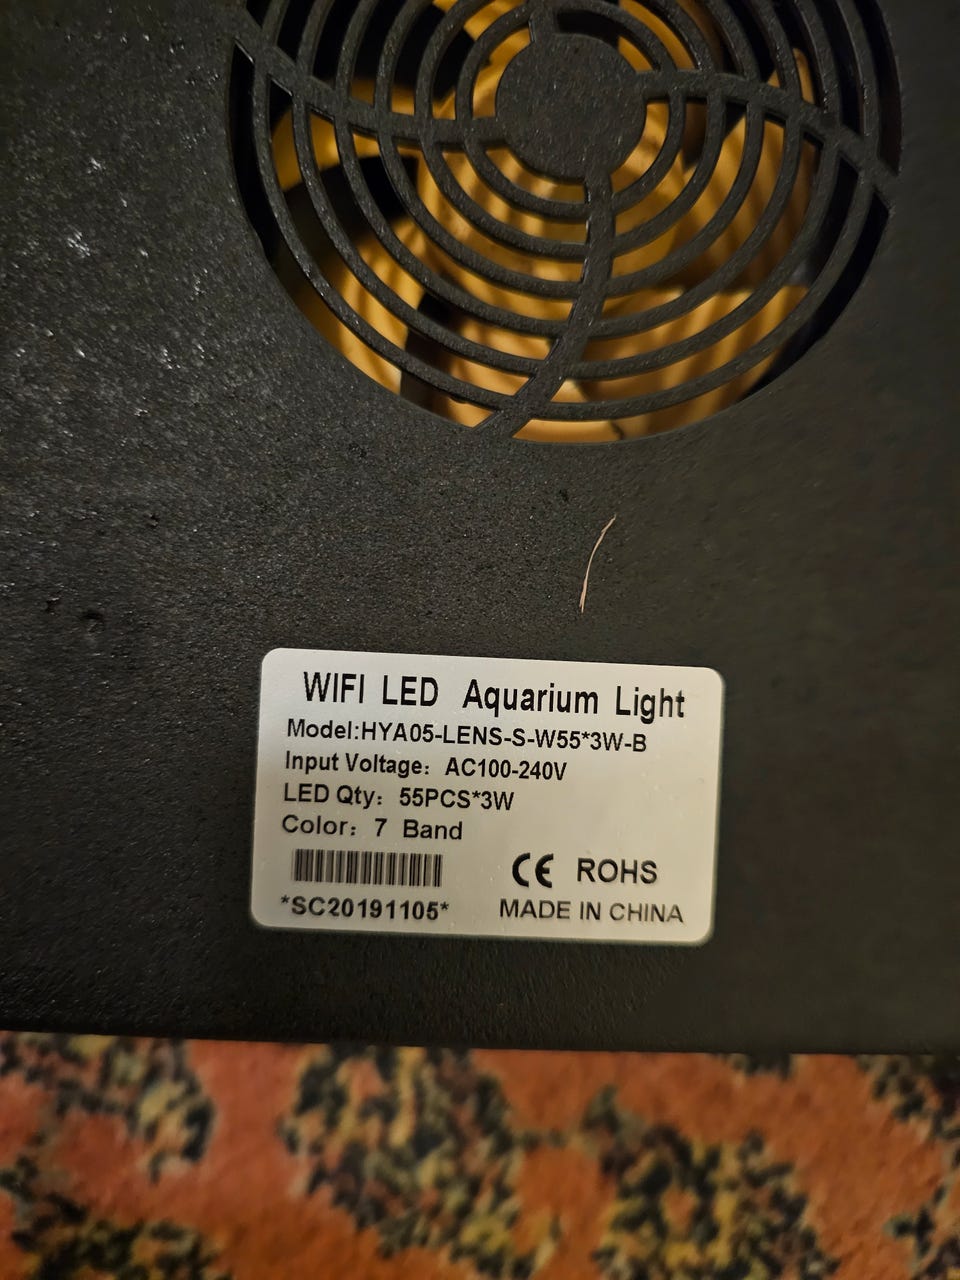 WIFI LED Aquarium Light
Model:HYA05-LENS-S-W55*3W-B
Input Voltage: AC100-240V
LED Qty: 55PCS*3W
Color: 7 Band
CE ROHS
*SC20191105* MADE IN CHINA